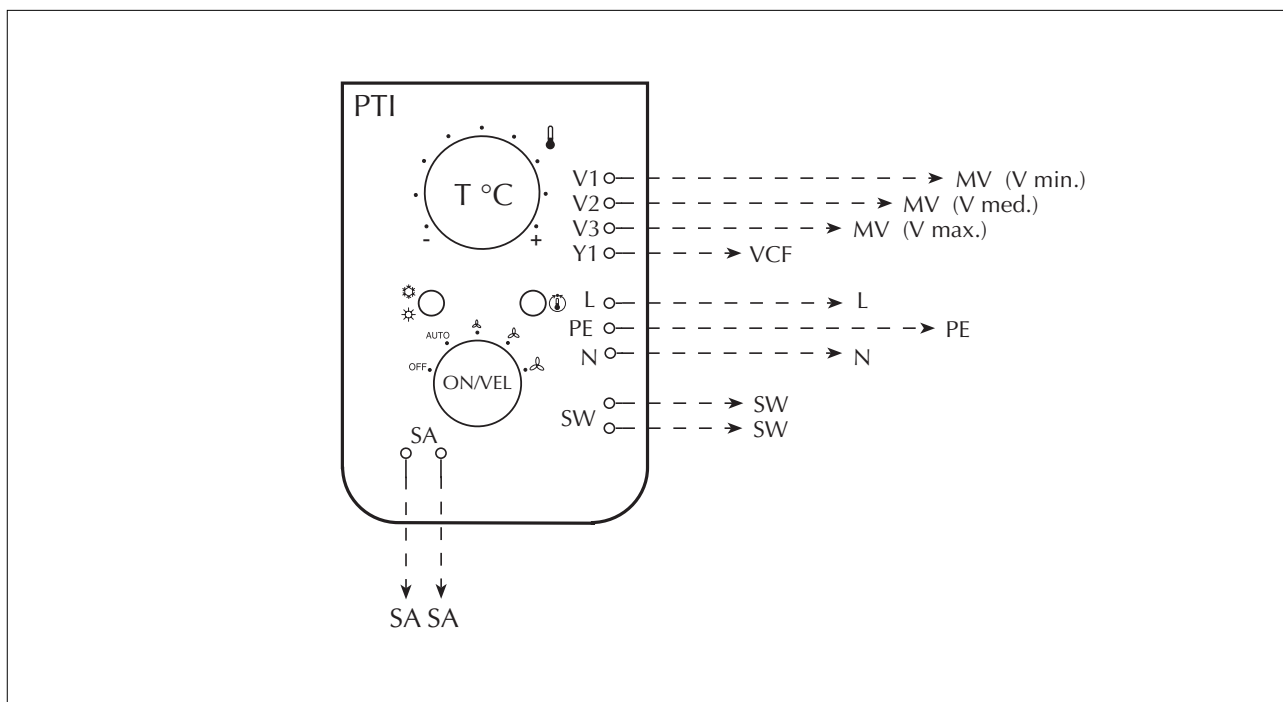 PTI
T °C
- +
V1 MV (V min.)
V2 MV (V med.)
V3 MV (V max.)
Y1 VCF
L L
PE PE
N N
AUTO
OFF
ON/VEL
SW SW
SW
SA
SA SA